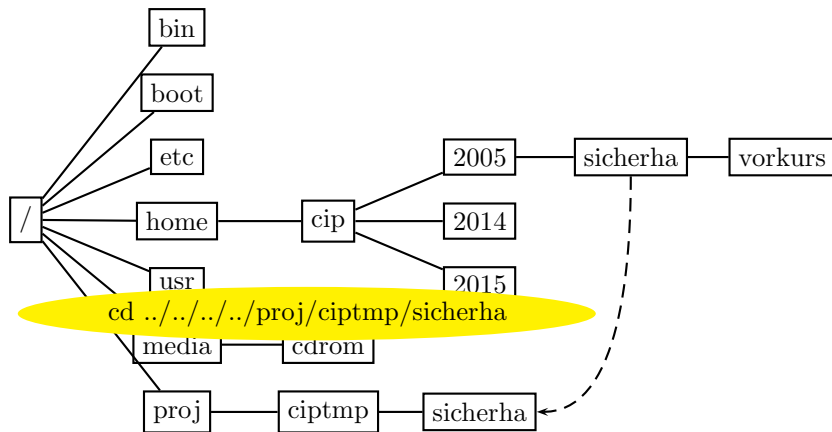 bin
boot
etc
2005 sicherha vorkurs
/ home cip 2014
usr 2015
cd ../../../../proj/ciptmp/sicherha
media cdrom
proj ciptmp sicherha